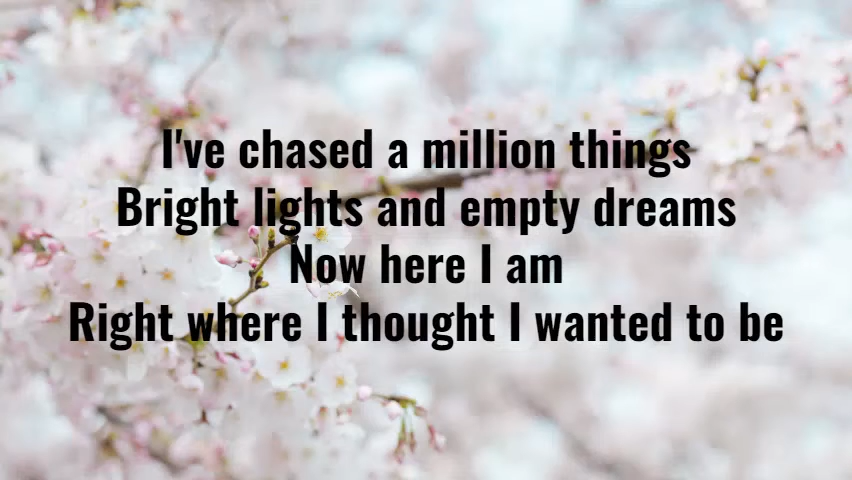 I've chased a million things
Bright lights and empty dreams
Now here I am
Right where I thought I wanted to be